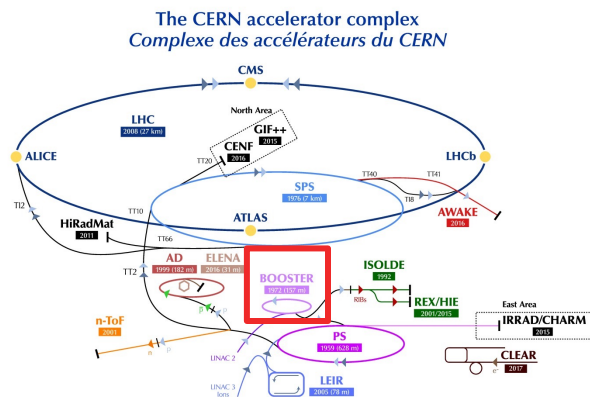 The CERN accelerator complex
Complexe des accélérateurs du CERN
CMS
North Area
LHC
2008 (27 km)
GIF++
2015
CENF
2016
ALICE
LHCb
TT20
TT40
TT41
SPS
1976 (7 km)
TI8
TI2
TT10
AWAKE
2016
HiRadMat
2011
ATLAS
TT66
AD
1999 (182 m)
ELENA
2016 (31 m)
BOOSTER
1972 (157 m)
ISOLDE
1992
TT2
RIBs
REX/HIE
2001/2015
East Area
n-ToF
2001
p
p
n
p
IRRAD/CHARM
2015
PS
1959 (628 m)
LINAC 2
CLEAR
2017
e-
LINAC 3
Ions
LEIR
2005 (78 m)